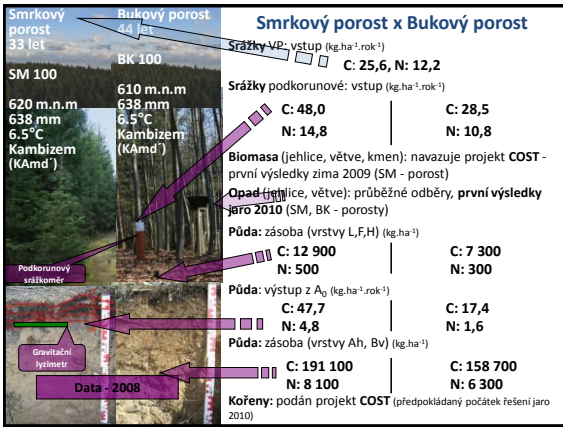 Smrkový
porost
33 let
SM 100
620 m.n.m
638 mm
6.5°C
Kambizem
(KAmd´)
Bukový porost
44 let
BK 100
610 m.n.m
638 mm
6.5°C
Kambizem
(KAmd´)
Podkorunový
srážkoměr
Gravitační
lyzimetr
Data - 2008
Smrkový porost x Bukový porost
Srážky VP: vstup (kg.ha-1.rok-1)
C: 25,6, N: 12,2
Srážky podkorunové: vstup (kg.ha-1.rok-1)
C: 48,0 C: 28,5
N: 14,8 N: 10,8
Biomasa (jehlice, větve, kmen): navazuje projekt COST -
první výsledky zima 2009 (SM - porost)
Opad (jehlice, větve): průběžné odběry, první výsledky
jaro 2010 (SM, BK - porosty)
Půda: zásoba (vrstvy L,F,H) (kg.ha-1)
C: 12 900 C: 7 300
N: 500 N: 300
Půda: výstup z A0 (kg.ha-1.rok-1)
C: 47,7 C: 17,4
N: 4,8 N: 1,6
Půda: zásoba (vrstvy Ah, Bv) (kg.ha-1)
C: 191 100 C: 158 700
N: 8 100 N: 6 300
Kořeny: podán projekt COST (předpokládaný počátek řešení jaro
2010)